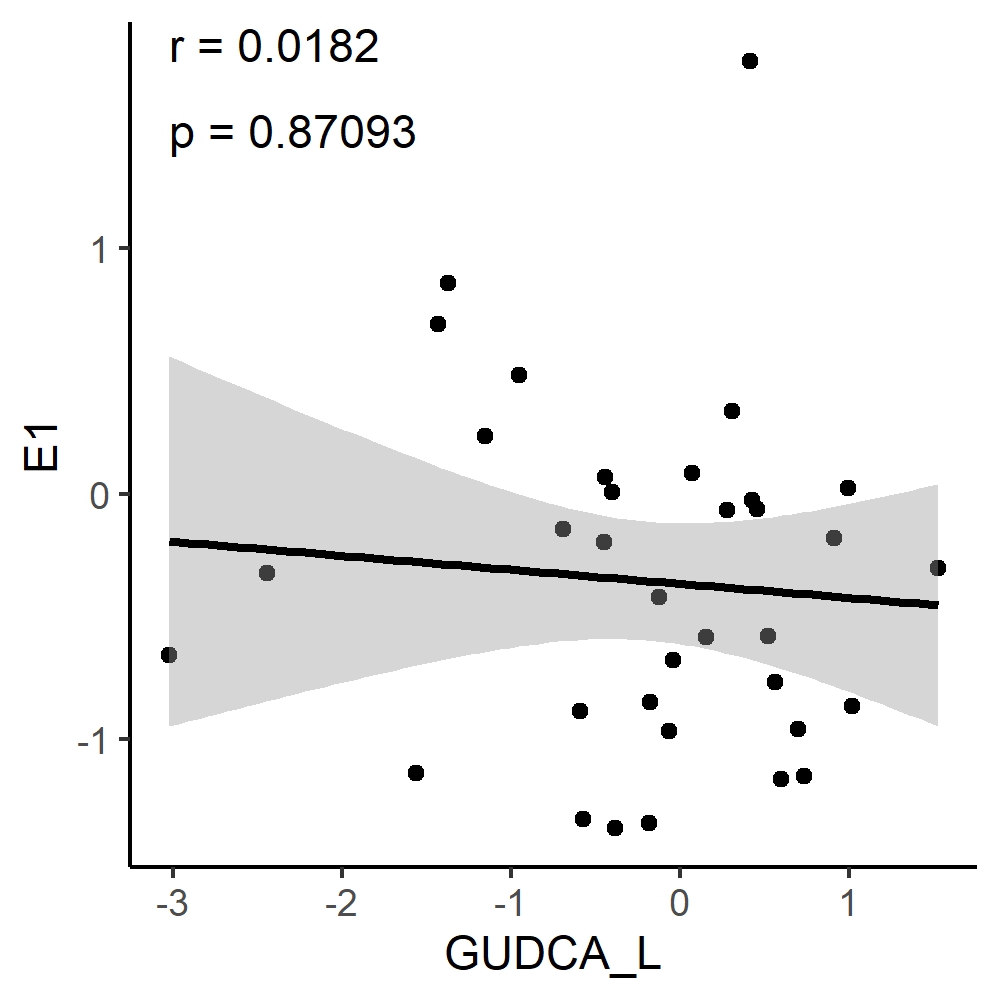 r = 0.0182
p = 0.87093
1
0
-1
E1
-3 -2 -1 0 1
GUDCA_L